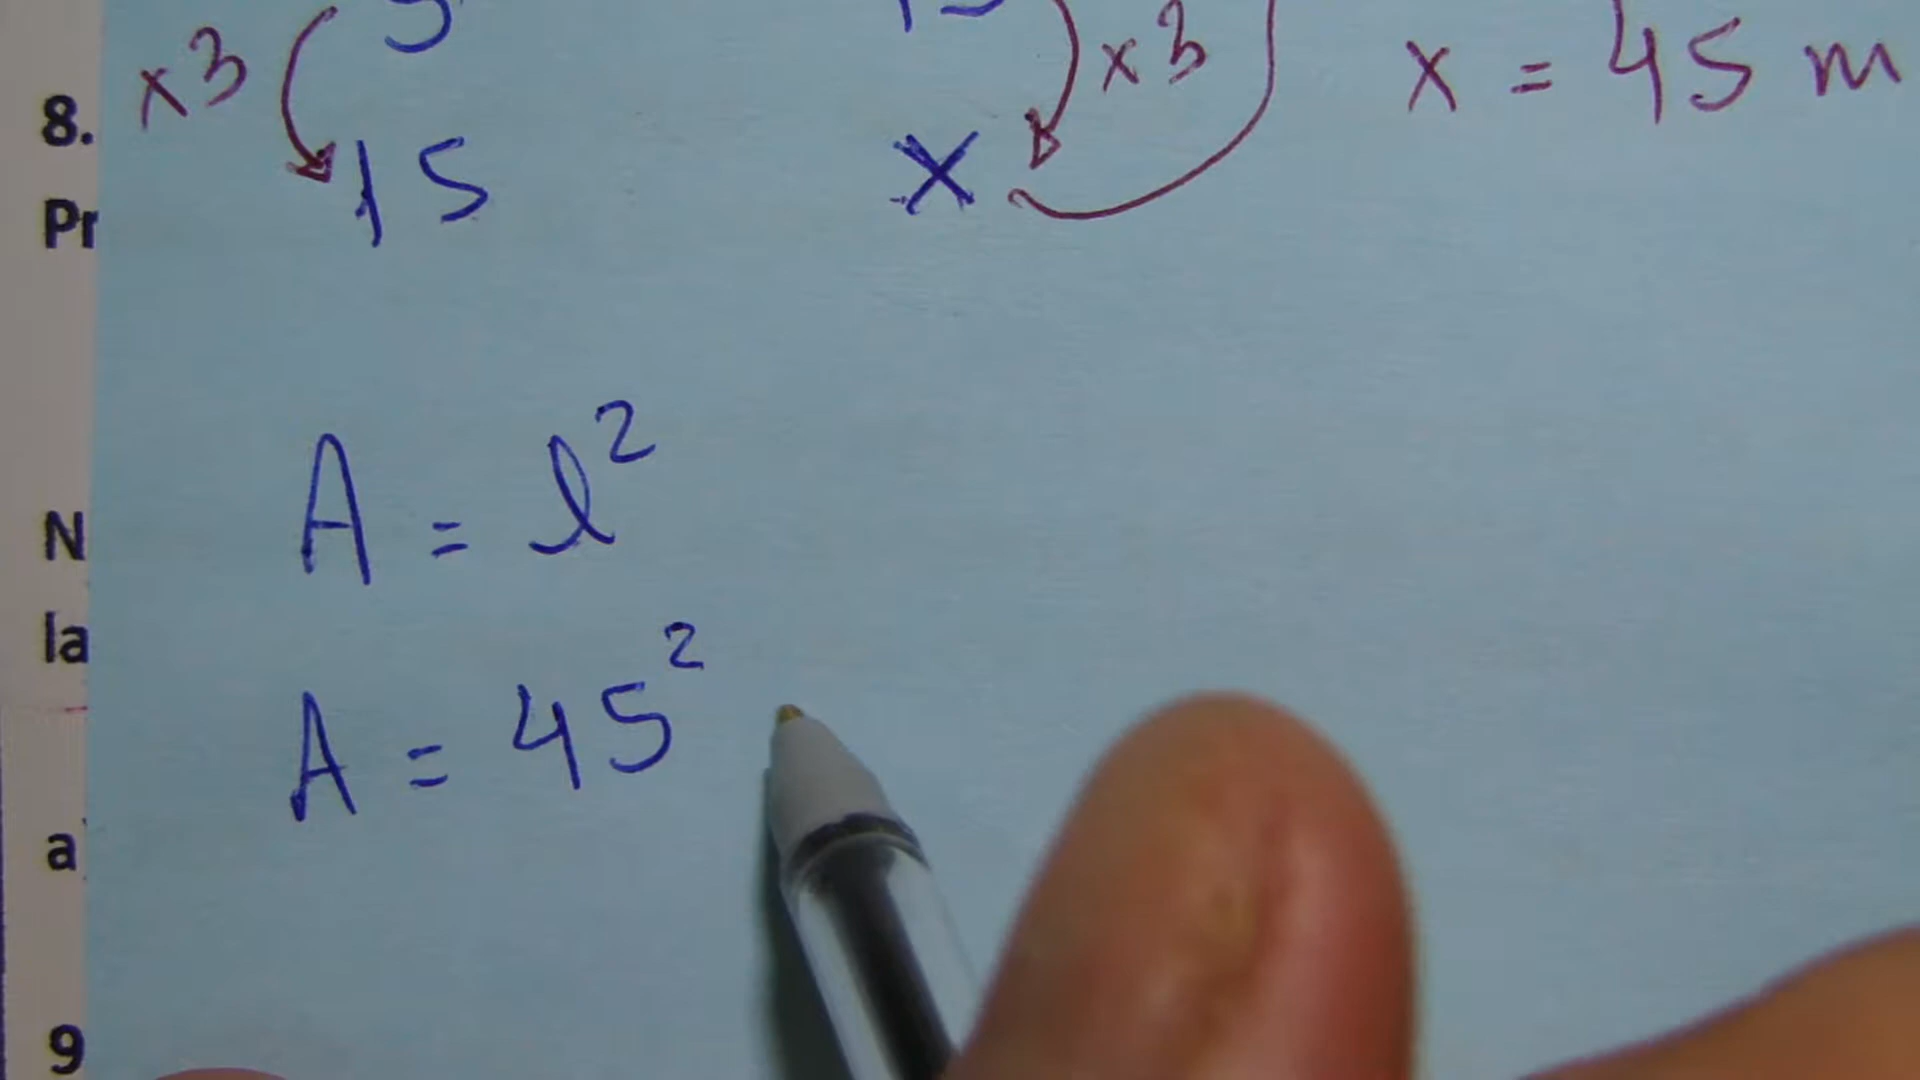 x3 x3 x = 45 m
8. 15 x
Pr
A = l²
N
la
A = 45²
a
9